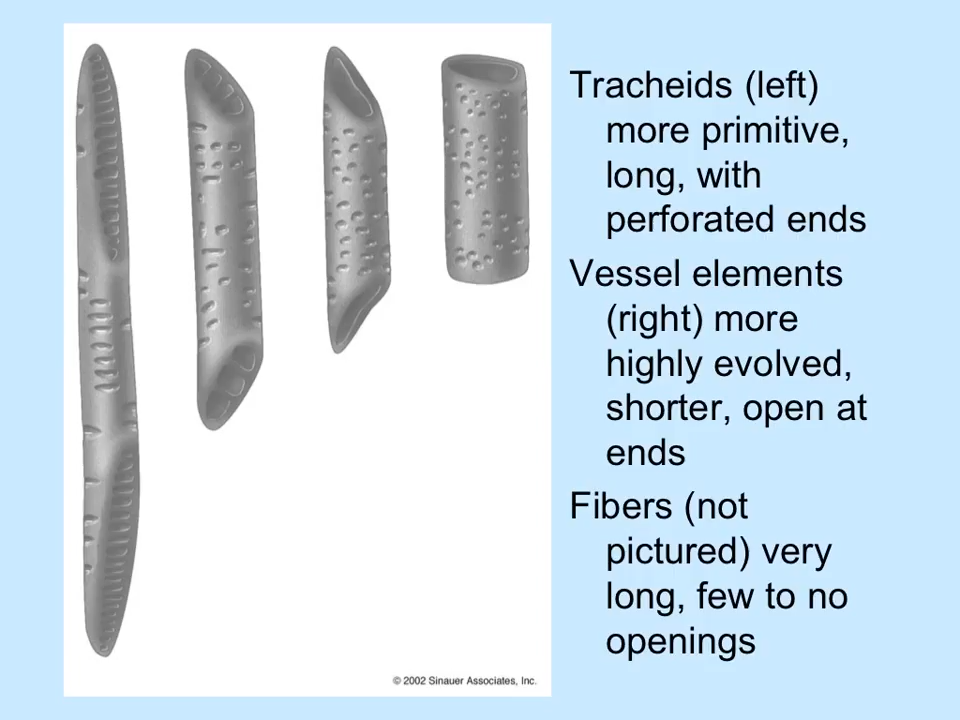 Tracheids (left)
more primitive,
long, with
perforated ends
Vessel elements
(right) more
highly evolved,
shorter, open at
ends
Fibers (not
pictured) very
long, few to no
openings
© 2002 Sinauer Associates, Inc.